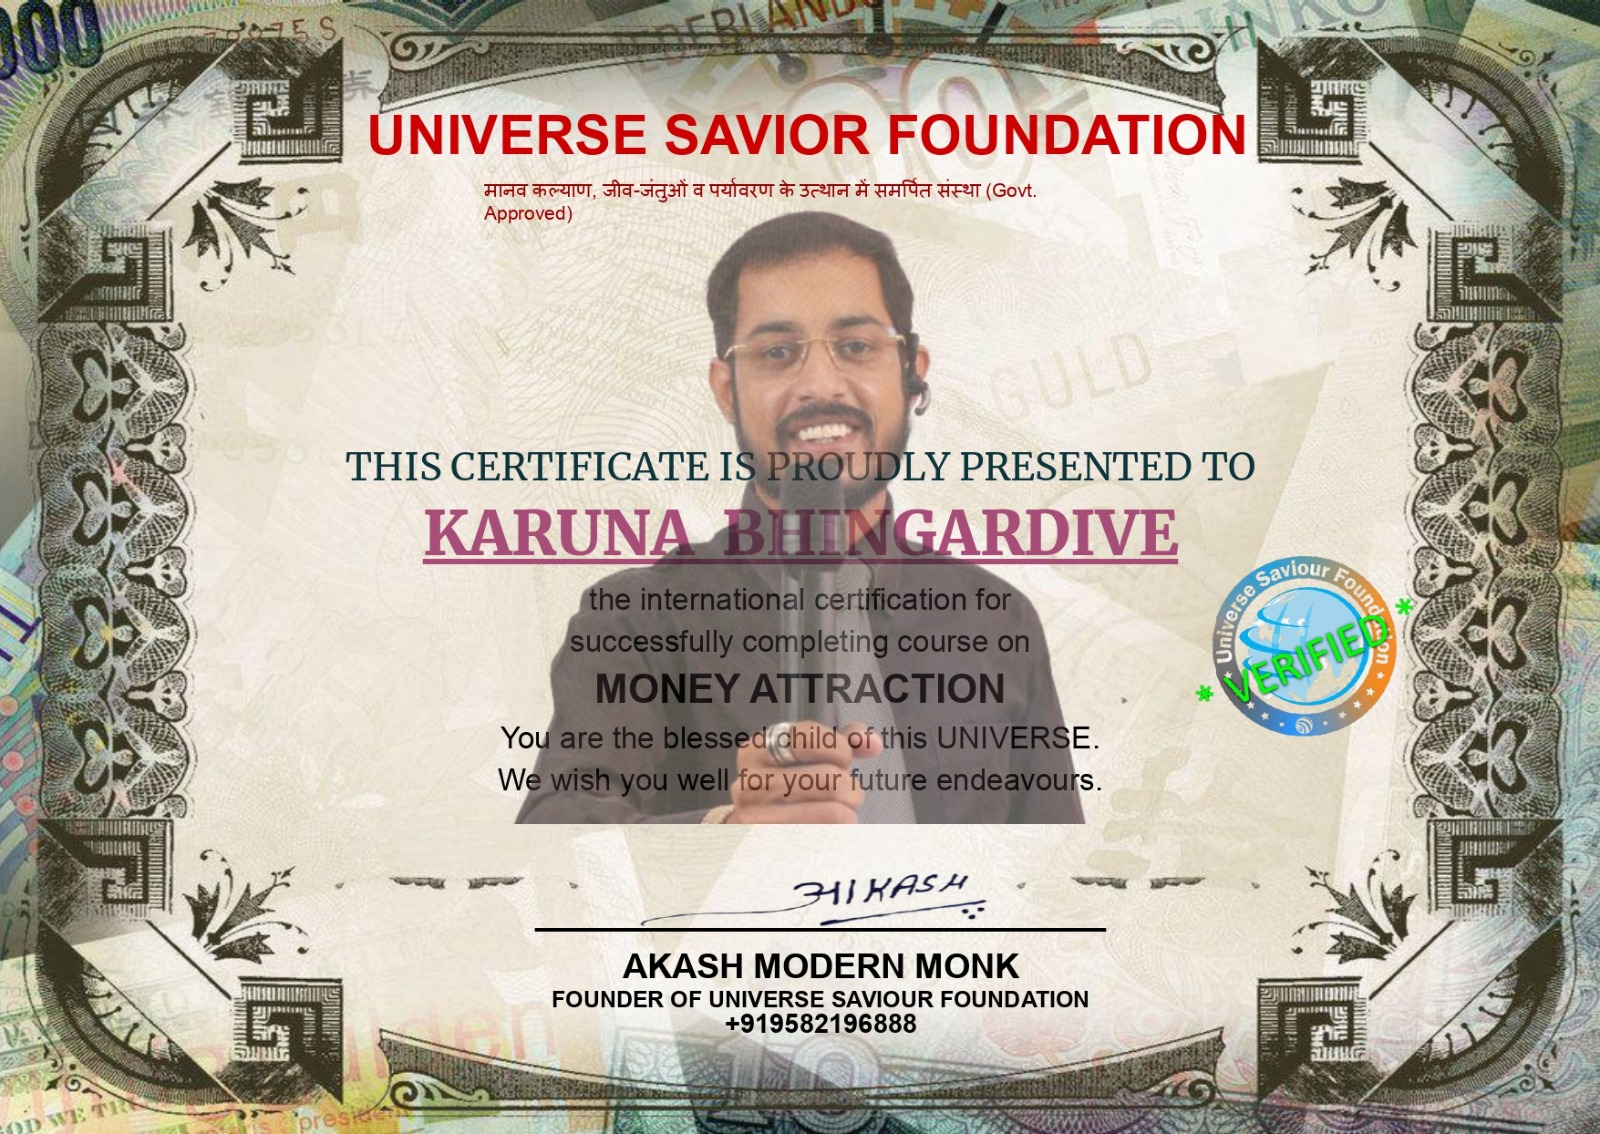 UNIVERSE SAVIOR FOUNDATION
मानव कल्याण, जीव-जंतुओं व पर्यावरण के उत्थान में समर्पित संस्था (Govt.
Approved)
THIS CERTIFICATE IS PROUDLY PRESENTED TO
KARUNA BHINGARDIVE
the international certification for
successfully completing course on
MONEY ATTRACTION
You are the blessed child of this UNIVERSE.
We wish you well for your future endeavours.
Universe Saviour Foundation
* VERIFIED *
आKASH
AKASH MODERN MONK
FOUNDER OF UNIVERSE SAVIOUR FOUNDATION
+919582196888
GULD